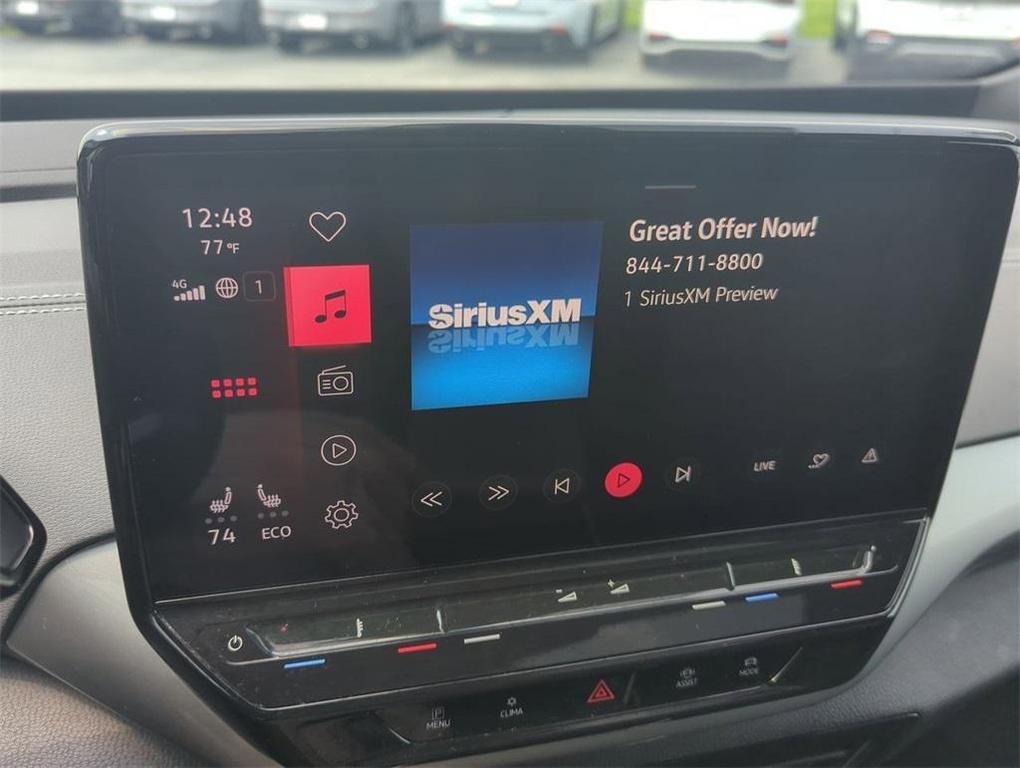 12:48
77°F
4G
1
Great Offer Now!
844-711-8800
1 SiriusXM Preview
SiriusXM
LIVE
74
ECO
P
MENU
CLIMA
ASSIST
MODE